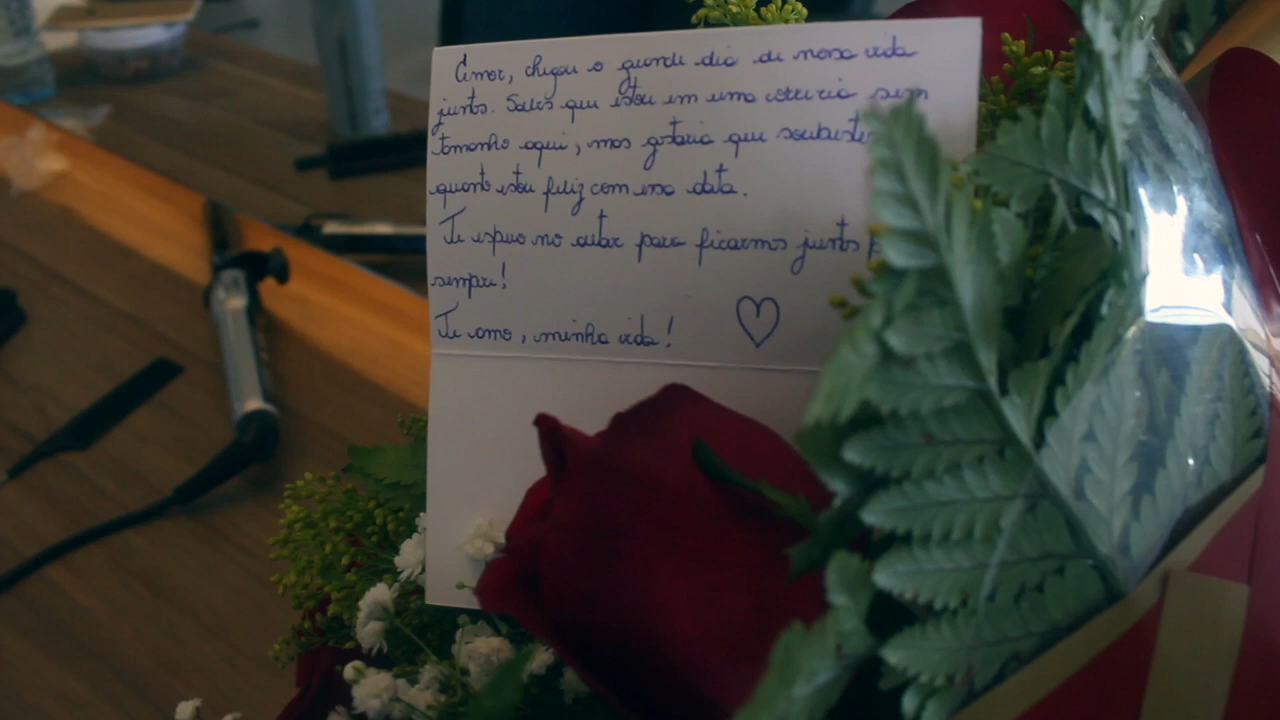 Amor, chegou o grande dia de nossa vida
juntos. Sabes que estou em uma correria sem
tamanho aqui, mas gostaria que soubesses
quanto estou feliz com essa data.
Te espero no altar para ficarmos juntos
sempre!
Te amo, minha vida!